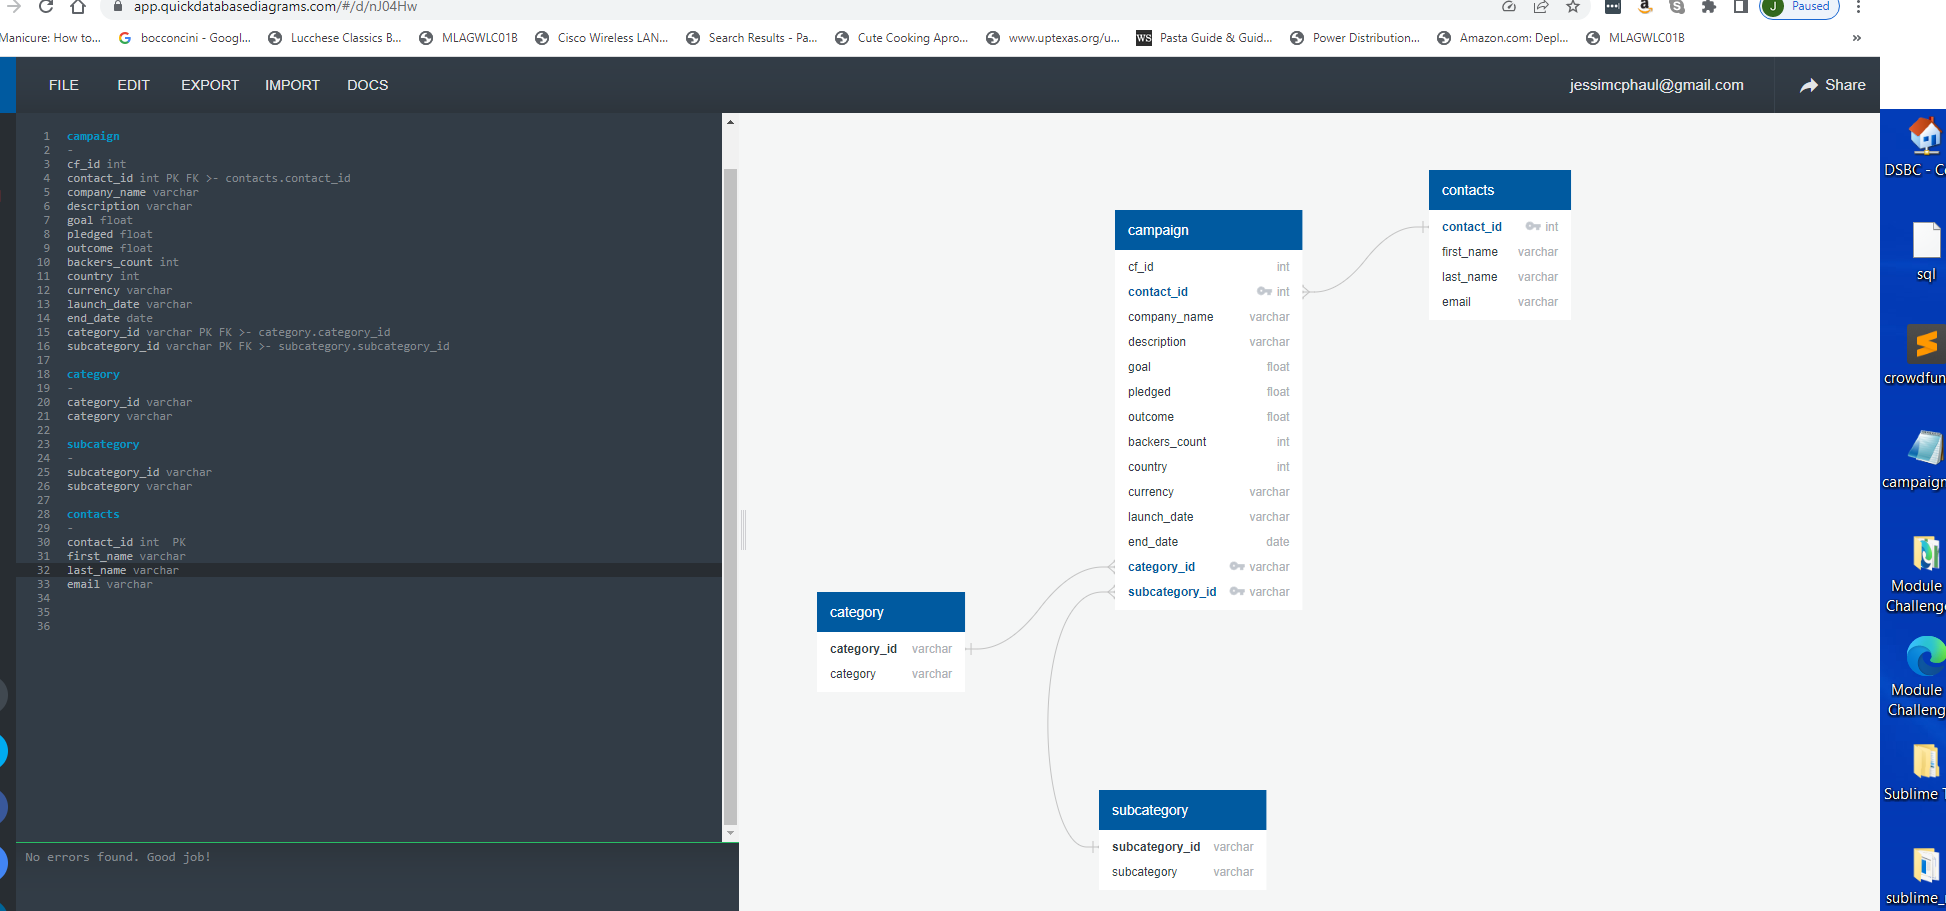 app.quickdatabasediagrams.com/#/d/nJ04Hw
J Paused
Manicure: How to... bocconcini - Googl... Lucchese Classics B... MLAGWLC01B Cisco Wireless LAN... Search Results - Pa... Cute Cooking Apro... www.uptexas.org/u... WS Pasta Guide & Guid... Power Distribution... Amazon.com: Depl... MLAGWLC01B »
FILE EDIT EXPORT IMPORT DOCS jessimcphaul@gmail.com Share
1 campaign
2 -
3 cf_id int
4 contact_id int PK FK >- contacts.contact_id
5 company_name varchar
6 description varchar
7 goal float
8 pledged float
9 outcome float
10 backers_count int
11 country int
12 currency varchar
13 launch_date varchar
14 end_date date
15 category_id varchar PK FK >- category.category_id
16 subcategory_id varchar PK FK >- subcategory.subcategory_id
17
18 category
19 -
20 category_id varchar
21 category varchar
22
23 subcategory
24 -
25 subcategory_id varchar
26 subcategory varchar
27
28 contacts
29 -
30 contact_id int  PK
31 first_name varchar
32 last_name varchar
33 email varchar
34
35
36
No errors found. Good job!
campaign
cf_id int
contact_id int
company_name varchar
description varchar
goal float
pledged float
outcome float
backers_count int
country int
currency varchar
launch_date varchar
end_date date
category_id varchar
subcategory_id varchar
contacts
contact_id int
first_name varchar
last_name varchar
email varchar
category
category_id varchar
category varchar
subcategory
subcategory_id varchar
subcategory varchar
DSBC - C
sql
crowdfun
campaign
Module
Challeng
Module
Challeng
Sublime T
sublime_